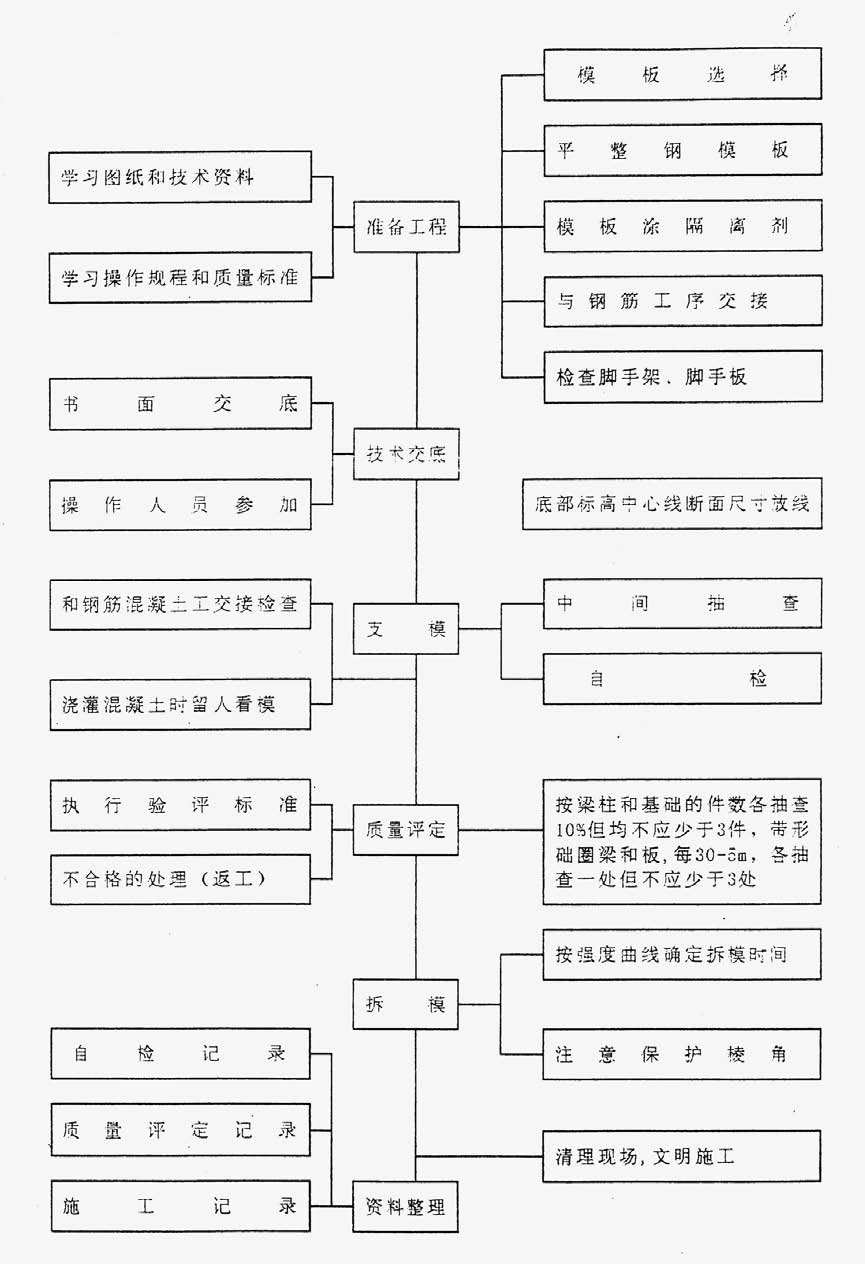 模板选择
平整钢模板
学习图纸和技术资料
准备工程
模板涂隔离剂
学习操作规程和质量标准
与钢筋工序交接
检查脚手架、脚手板
书面交底
技术交底
操作人员参加
底部标高中心线断面尺寸放线
和钢筋混凝土工交接检查
支模
中间抽查
自检
浇灌混凝土时留人看模
执行验评标准
质量评定
按梁柱和基础的件数各抽查
10%但均不应少于3件，带形
础圈梁和板,每30-5m，各抽
查一处但不应少于3处
不合格的处理(返工)
按强度曲线确定拆模时间
拆模
自检记录
注意保护棱角
质量评定记录
清理现场,文明施工
施工记录
资料整理